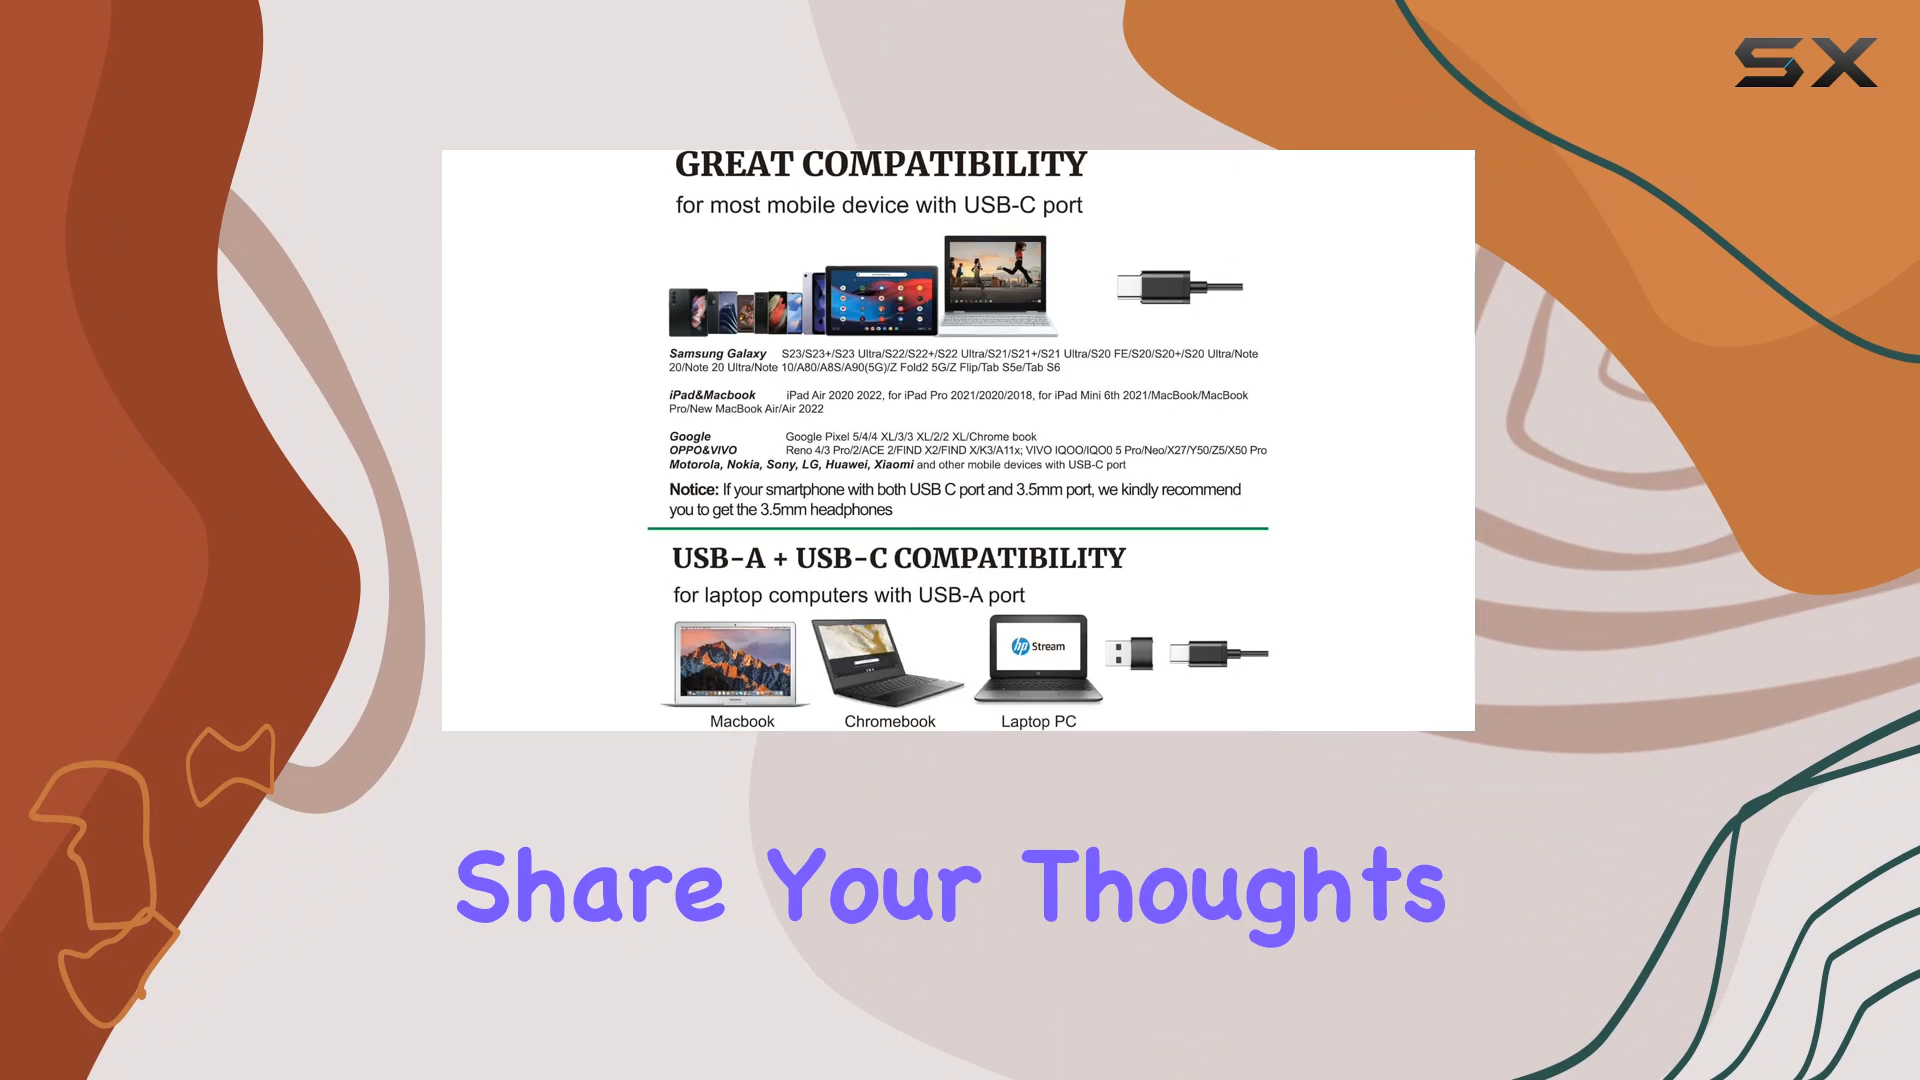 SX
GREAT COMPATIBILITY
for most mobile device with USB-C port
Samsung Galaxy S23/S23+/S23 Ultra/S22/S22+/S22 Ultra/S21/S21+/S21 Ultra/S20 FE/S20/S20+/S20 Ultra/Note
20/Note 20 Ultra/Note 10/A80/A8S/A90(5G)/Z Fold2 5G/Z Flip/Tab S5e/Tab S6
iPad&Macbook iPad Air 2020 2022, for iPad Pro 2021/2020/2018, for iPad Mini 6th 2021/MacBook/MacBook
Pro/New MacBook Air/Air 2022
Google Google Pixel 5/4/4 XL/3/3 XL/2/2 XL/Chrome book
OPPO&VIVO Reno 4/3 Pro/2/ACE 2/FIND X2/FIND X/K3/A11x; VIVO IQOO/IQO0 5 Pro/Neo/X27/Y50/Z5/X50 Pro
Motorola, Nokia, Sony, LG, Huawei, Xiaomi and other mobile devices with USB-C port
Notice: If your smartphone with both USB C port and 3.5mm port, we kindly recommend
you to get the 3.5mm headphones
USB-A + USB-C COMPATIBILITY
for laptop computers with USB-A port
hp Stream
Macbook Chromebook Laptop PC
Share Your Thoughts